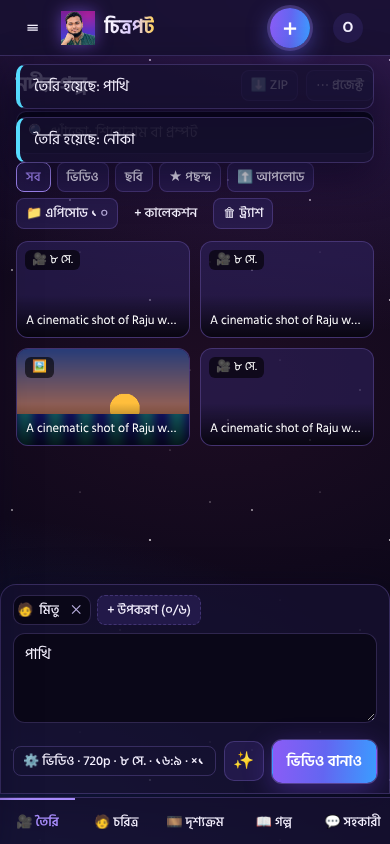 ≡ চিত্রপট + O
⬇️ ZIP ⋯ প্রজেক্ট
তৈরি হয়েছে: পাখি
তৈরি হয়েছে: নৌকা
সব ভিডিও ছবি ★ পছন্দ ⬆️ আপলোড
📁 এপিসোড ১ ০ + কালেকশন 🗑 ট্র্যাশ
🎥 ৮ সে. 🎥 ৮ সে.
A cinematic shot of Raju w... A cinematic shot of Raju w...
🖼️ 🎥 ৮ সে.
A cinematic shot of Raju w... A cinematic shot of Raju w...
🧑 মিতু × + উপকরণ (০/৬)
পাখি
⚙️ ভিডিও · 720p · ৮ সে. · ১৬:৯ · ×১ ✨ ভিডিও বানাও
🎥 তৈরি 🧑 চরিত্র 🎞️ দৃশ্যক্রম 📖 গল্প 💬 সহকারী